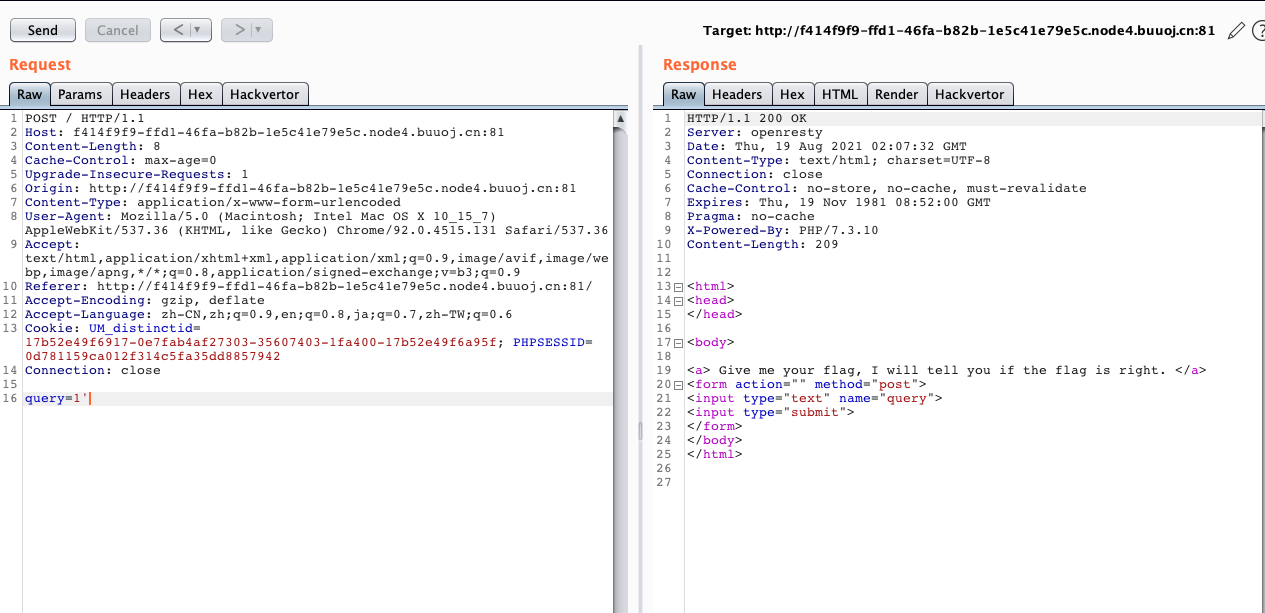 Send
Cancel
<
>
Target: http://f414f9f9-ffd1-46fa-b82b-1e5c41e79e5c.node4.buuoj.cn:81
?
Request
Raw Params Headers Hex Hackvertor
1 POST / HTTP/1.1
2 Host: f414f9f9-ffd1-46fa-b82b-1e5c41e79e5c.node4.buuoj.cn:81
3 Content-Length: 8
4 Cache-Control: max-age=0
5 Upgrade-Insecure-Requests: 1
6 Origin: http://f414f9f9-ffd1-46fa-b82b-1e5c41e79e5c.node4.buuoj.cn:81
7 Content-Type: application/x-www-form-urlencoded
8 User-Agent: Mozilla/5.0 (Macintosh; Intel Mac OS X 10_15_7)
AppleWebKit/537.36 (KHTML, like Gecko) Chrome/92.0.4515.131 Safari/537.36
9 Accept:
text/html,application/xhtml+xml,application/xml;q=0.9,image/avif,image/we
bp,image/apng,*/*;q=0.8,application/signed-exchange;v=b3;q=0.9
10 Referer: http://f414f9f9-ffd1-46fa-b82b-1e5c41e79e5c.node4.buuoj.cn:81/
11 Accept-Encoding: gzip, deflate
12 Accept-Language: zh-CN,zh;q=0.9,en;q=0.8,ja;q=0.7,zh-TW;q=0.6
13 Cookie: UM_distinctid=
17b52e49f6917-0e7fab4af27303-35607403-1fa400-17b52e49f6a95f; PHPSESSID=
0d781159ca012f314c5fa35dd8857942
14 Connection: close
15
16 query=1'
Response
Raw Headers Hex HTML Render Hackvertor
1 HTTP/1.1 200 OK
2 Server: openresty
3 Date: Thu, 19 Aug 2021 02:07:32 GMT
4 Content-Type: text/html; charset=UTF-8
5 Connection: close
6 Cache-Control: no-store, no-cache, must-revalidate
7 Expires: Thu, 19 Nov 1981 08:52:00 GMT
8 Pragma: no-cache
9 X-Powered-By: PHP/7.3.10
10 Content-Length: 209
11
12
13 <html>
14 <head>
15 </head>
16
17 <body>
18
19 <a> Give me your flag, I will tell you if the flag is right. </a>
20 <form action="" method="post">
21 <input type="text" name="query">
22 <input type="submit">
23 </form>
24 </body>
25 </html>
26
27